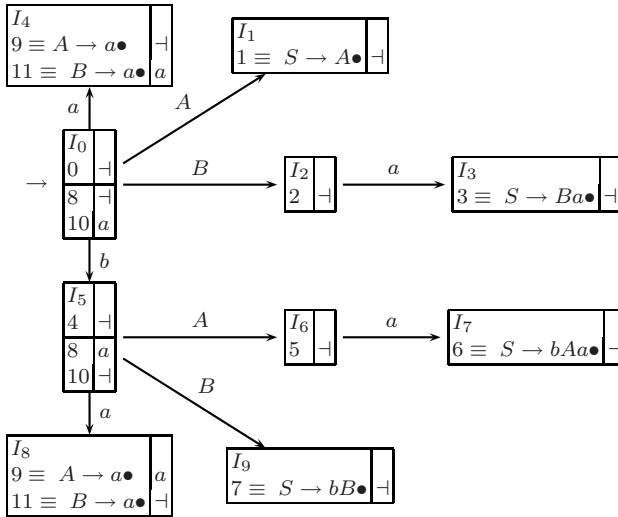 I₄
9 ≡ A → a● ⊣
11 ≡ B → a● a
I₁
1 ≡ S → A● ⊣
a
A
I₀
0 ⊣
→
8 ⊣
10 a
B
I₂
2 ⊣
a
I₃
3 ≡ S → Ba● ⊣
b
I₅
4 ⊣
8 a
10 ⊣
A
I₆
5 ⊣
a
I₇
6 ≡ S → bAa● ⊣
B
a
I₈
9 ≡ A → a● a
11 ≡ B → a● ⊣
I₉
7 ≡ S → bB● ⊣